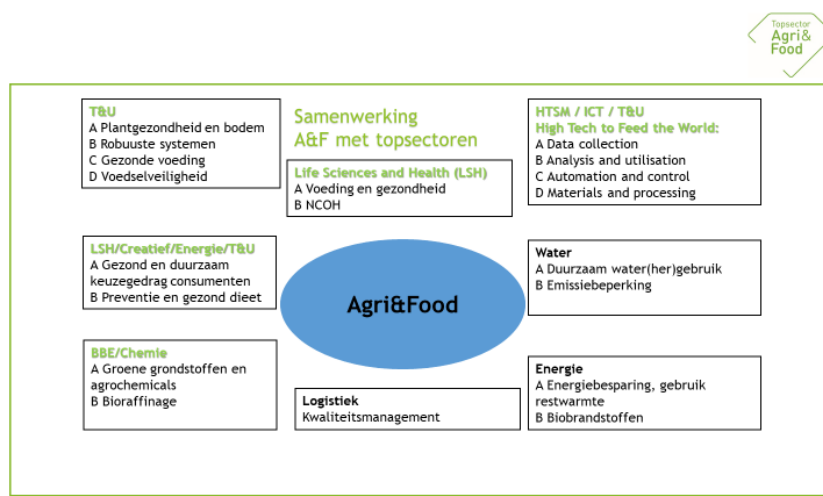 Topsector
Agri&
Food
T&U
A Plantgezondheid en bodem
B Robuuste systemen
C Gezonde voeding
D Voedselveiligheid
Samenwerking
A&F met topsectoren
Life Sciences and Health (LSH)
A Voeding en gezondheid
B NCOH
HTSM / ICT / T&U
High Tech to Feed the World:
A Data collection
B Analysis and utilisation
C Automation and control
D Materials and processing
LSH/Creatief/Energie/T&U
A Gezond en duurzaam
keuzegedrag consumenten
B Preventie en gezond dieet
Agri&Food
Water
A Duurzaam water(her)gebruik
B Emissiebeperking
BBE/Chemie
A Groene grondstoffen en
agrochemicals
B Bioraffinage
Logistiek
Kwaliteitsmanagement
Energie
A Energiebesparing, gebruik
restwarmte
B Biobrandstoffen